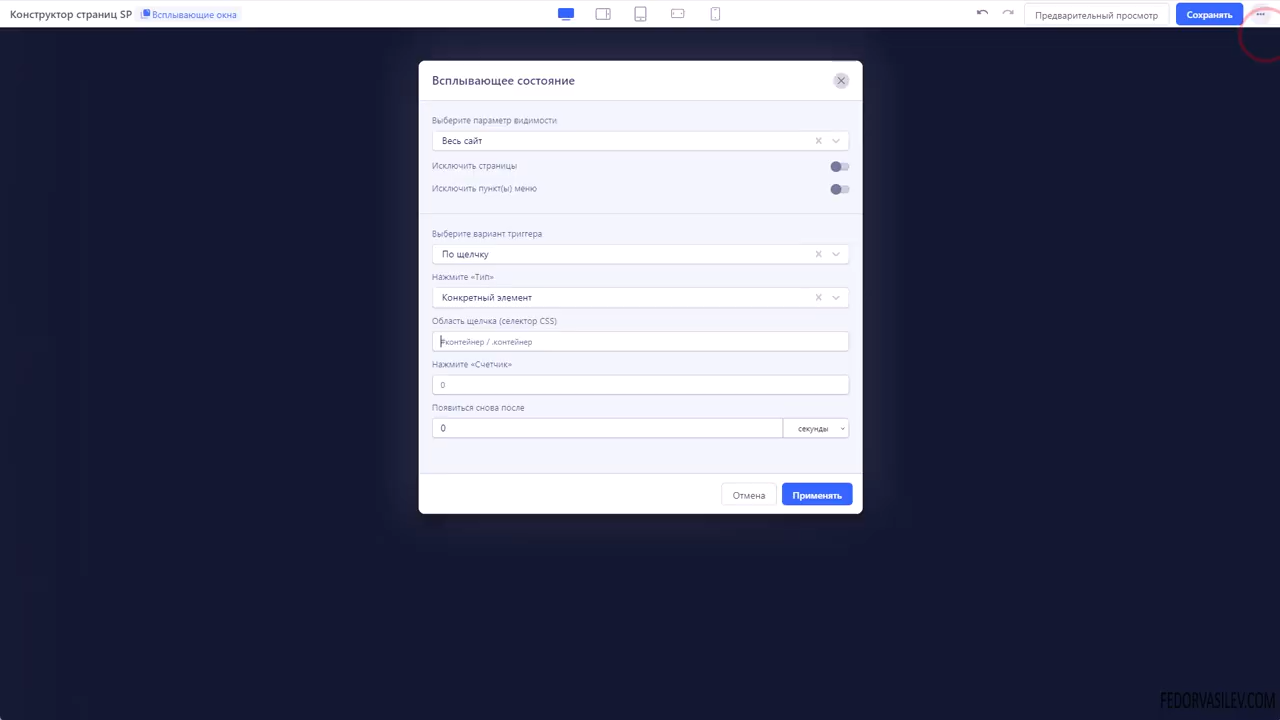 Конструктор страниц SP
Всплывающие окна
Предварительный просмотр
Сохранять
Всплывающее состояние
Выберите параметр видимости
Весь сайт
Исключить страницы
Исключить пункт(ы) меню
Выберите вариант триггера
По щелчку
Нажмите «Тип»
Конкретный элемент
Область щелчка (селектор CSS)
#контейнер / .контейнер
Нажмите «Счетчик»
0
Появиться снова после
0
секунды
Отмена
Применять
FEDORVASILEV.COM